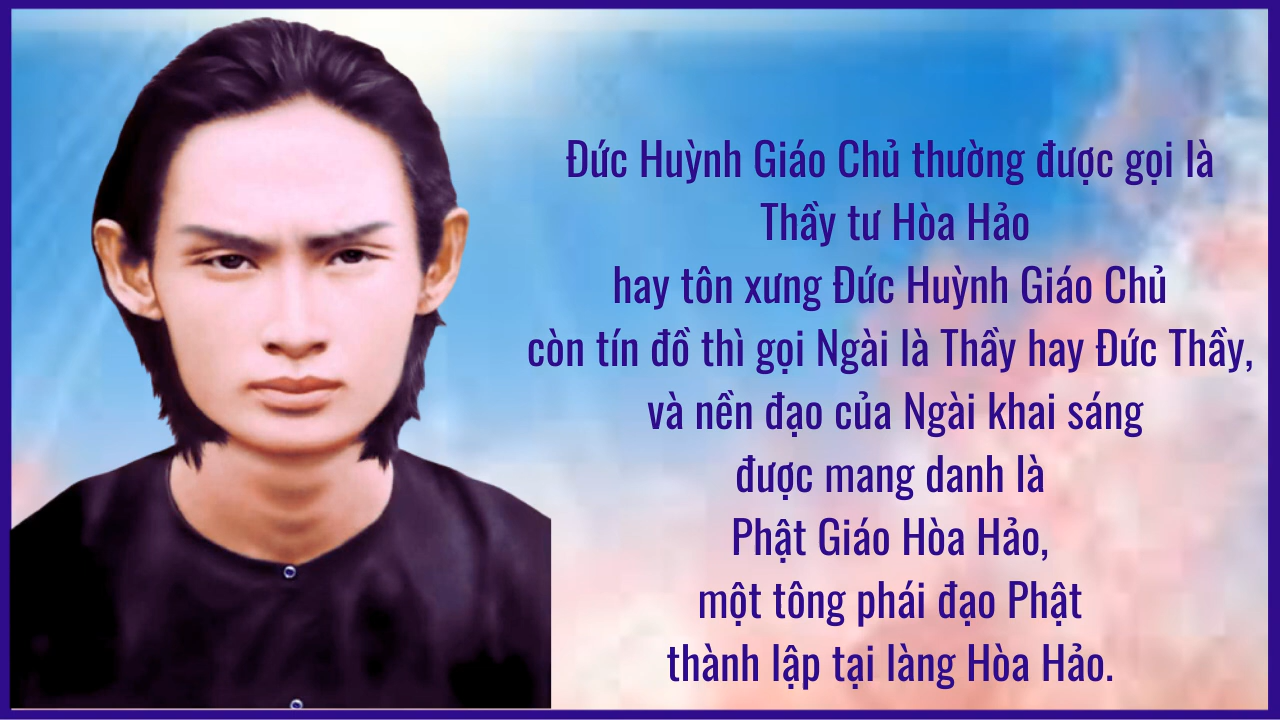 Đức Huỳnh Giáo Chủ thường được gọi là
Thầy tư Hòa Hảo
hay tôn xưng Đức Huỳnh Giáo Chủ
còn tín đồ thì gọi Ngài là Thầy hay Đức Thầy,
và nền đạo của Ngài khai sáng
được mang danh là
Phật Giáo Hòa Hảo,
một tông phái đạo Phật
thành lập tại làng Hòa Hảo.